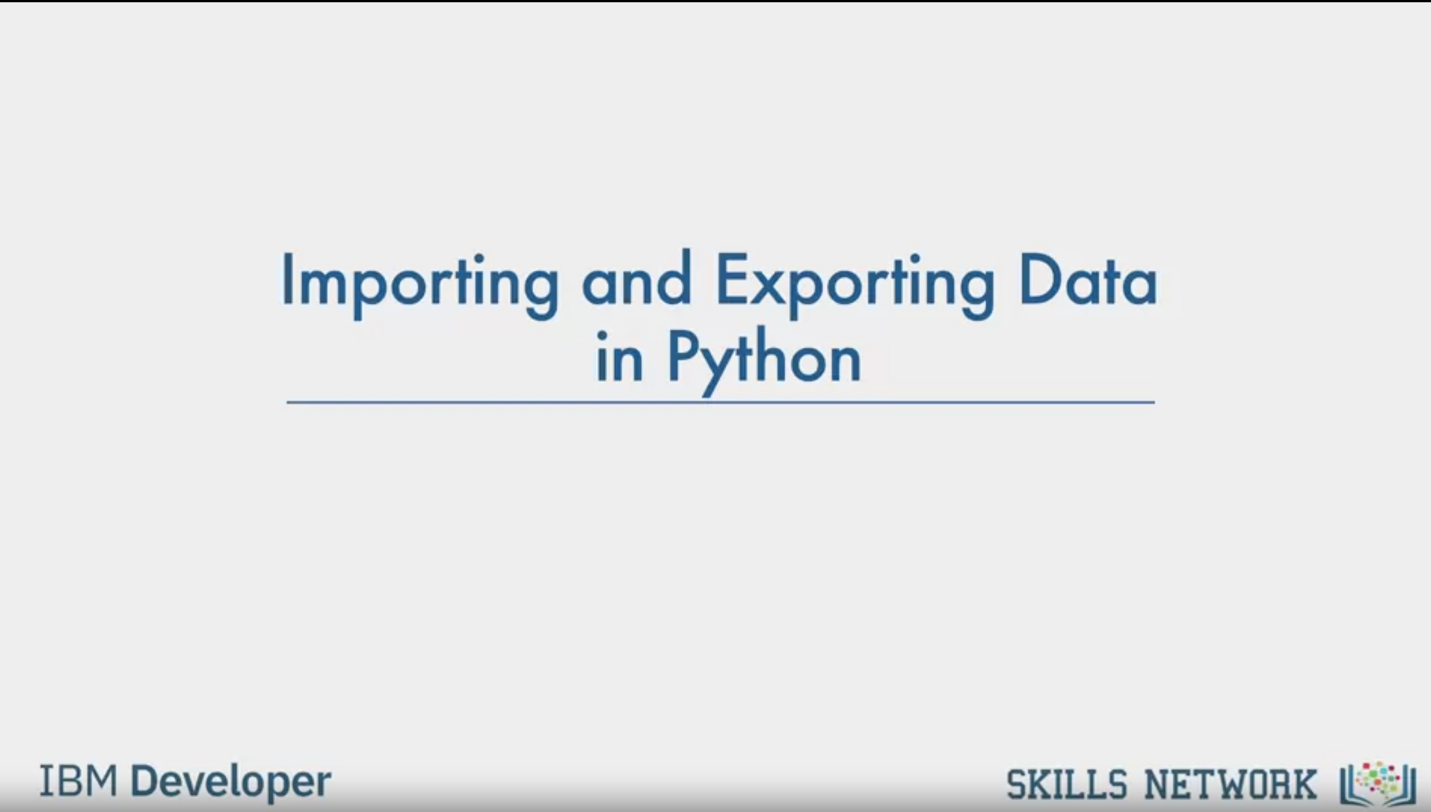 Importing and Exporting Data
in Python
IBM Developer
SKILLS NETWORK